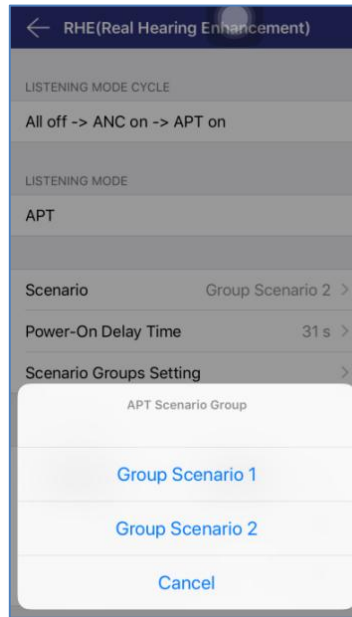 RHE(Real Hearing Enhancement)
LISTENING MODE CYCLE
All off -> ANC on -> APT on
LISTENING MODE
APT
Scenario Group Scenario 2 >
Power-On Delay Time 31 s >
Scenario Groups Setting >
APT Scenario Group
Group Scenario 1
Group Scenario 2
Cancel